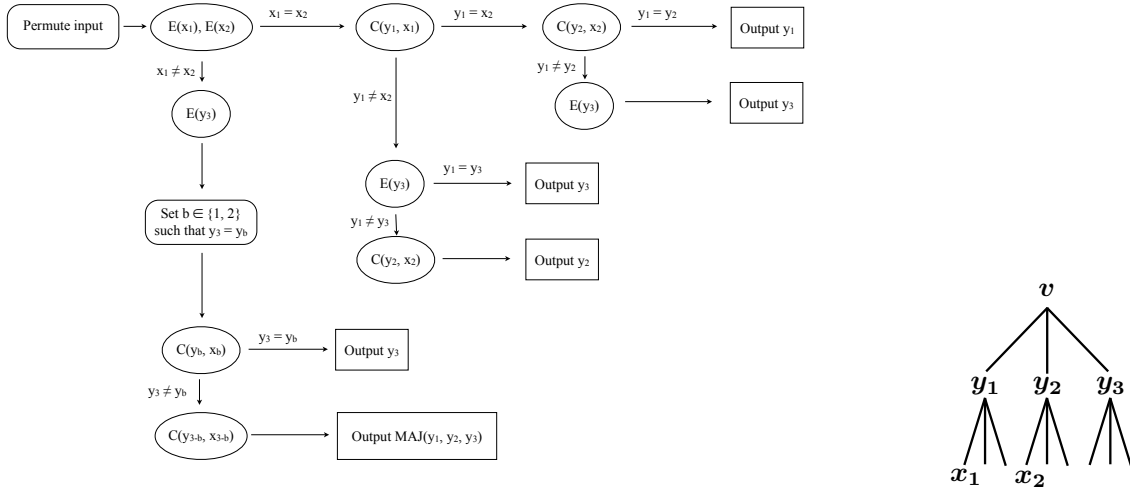 Permute input
E(x₁), E(x₂)
x₁ = x₂
C(y₁, x₁)
y₁ = x₂
C(y₂, x₂)
y₁ = y₂
Output y₁
x₁ ≠ x₂
y₁ ≠ x₂
y₁ ≠ y₂
E(y₃)
E(y₃)
Output y₃
E(y₃)
y₁ = y₃
Output y₃
Set b ∈ {1, 2}
such that y₃ = y_b
y₁ ≠ y₃
C(y₂, x₂)
Output y₂
C(y_b, x_b)
y₃ = y_b
Output y₃
y₃ ≠ y_b
C(y₃₋b, x₃₋b)
Output MAJ(y₁, y₂, y₃)
v
y₁ y₂ y₃
x₁ x₂